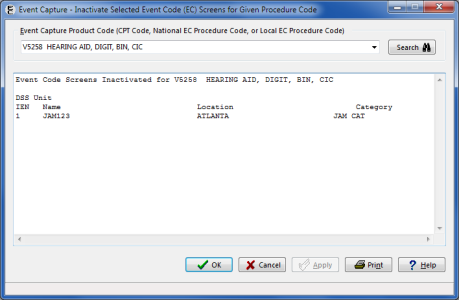 Event Capture - Inactivate Selected Event Code (EC) Screens for Given Procedure Code
Event Capture Product Code (CPT Code, National EC Procedure Code, or Local EC Procedure Code)
V5258 HEARING AID, DIGIT, BIN, CIC
Search
Event Code Screens Inactivated for V5258 HEARING AID, DIGIT, BIN, CIC
DSS Unit
IEN Name Location Category
1 JAM123 ATLANTA JAM CAT
OK Cancel Apply Print Help